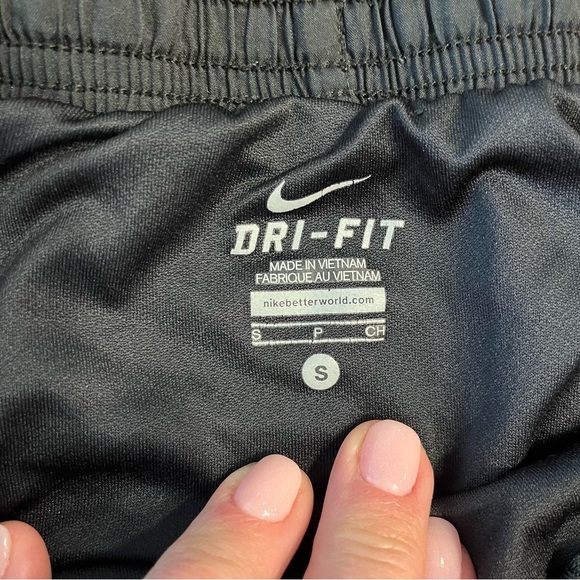 DRI-FIT
MADE IN VIETNAM
FABRIQUE AU VIETNAM
nikebetterworld.com
S P CH
S